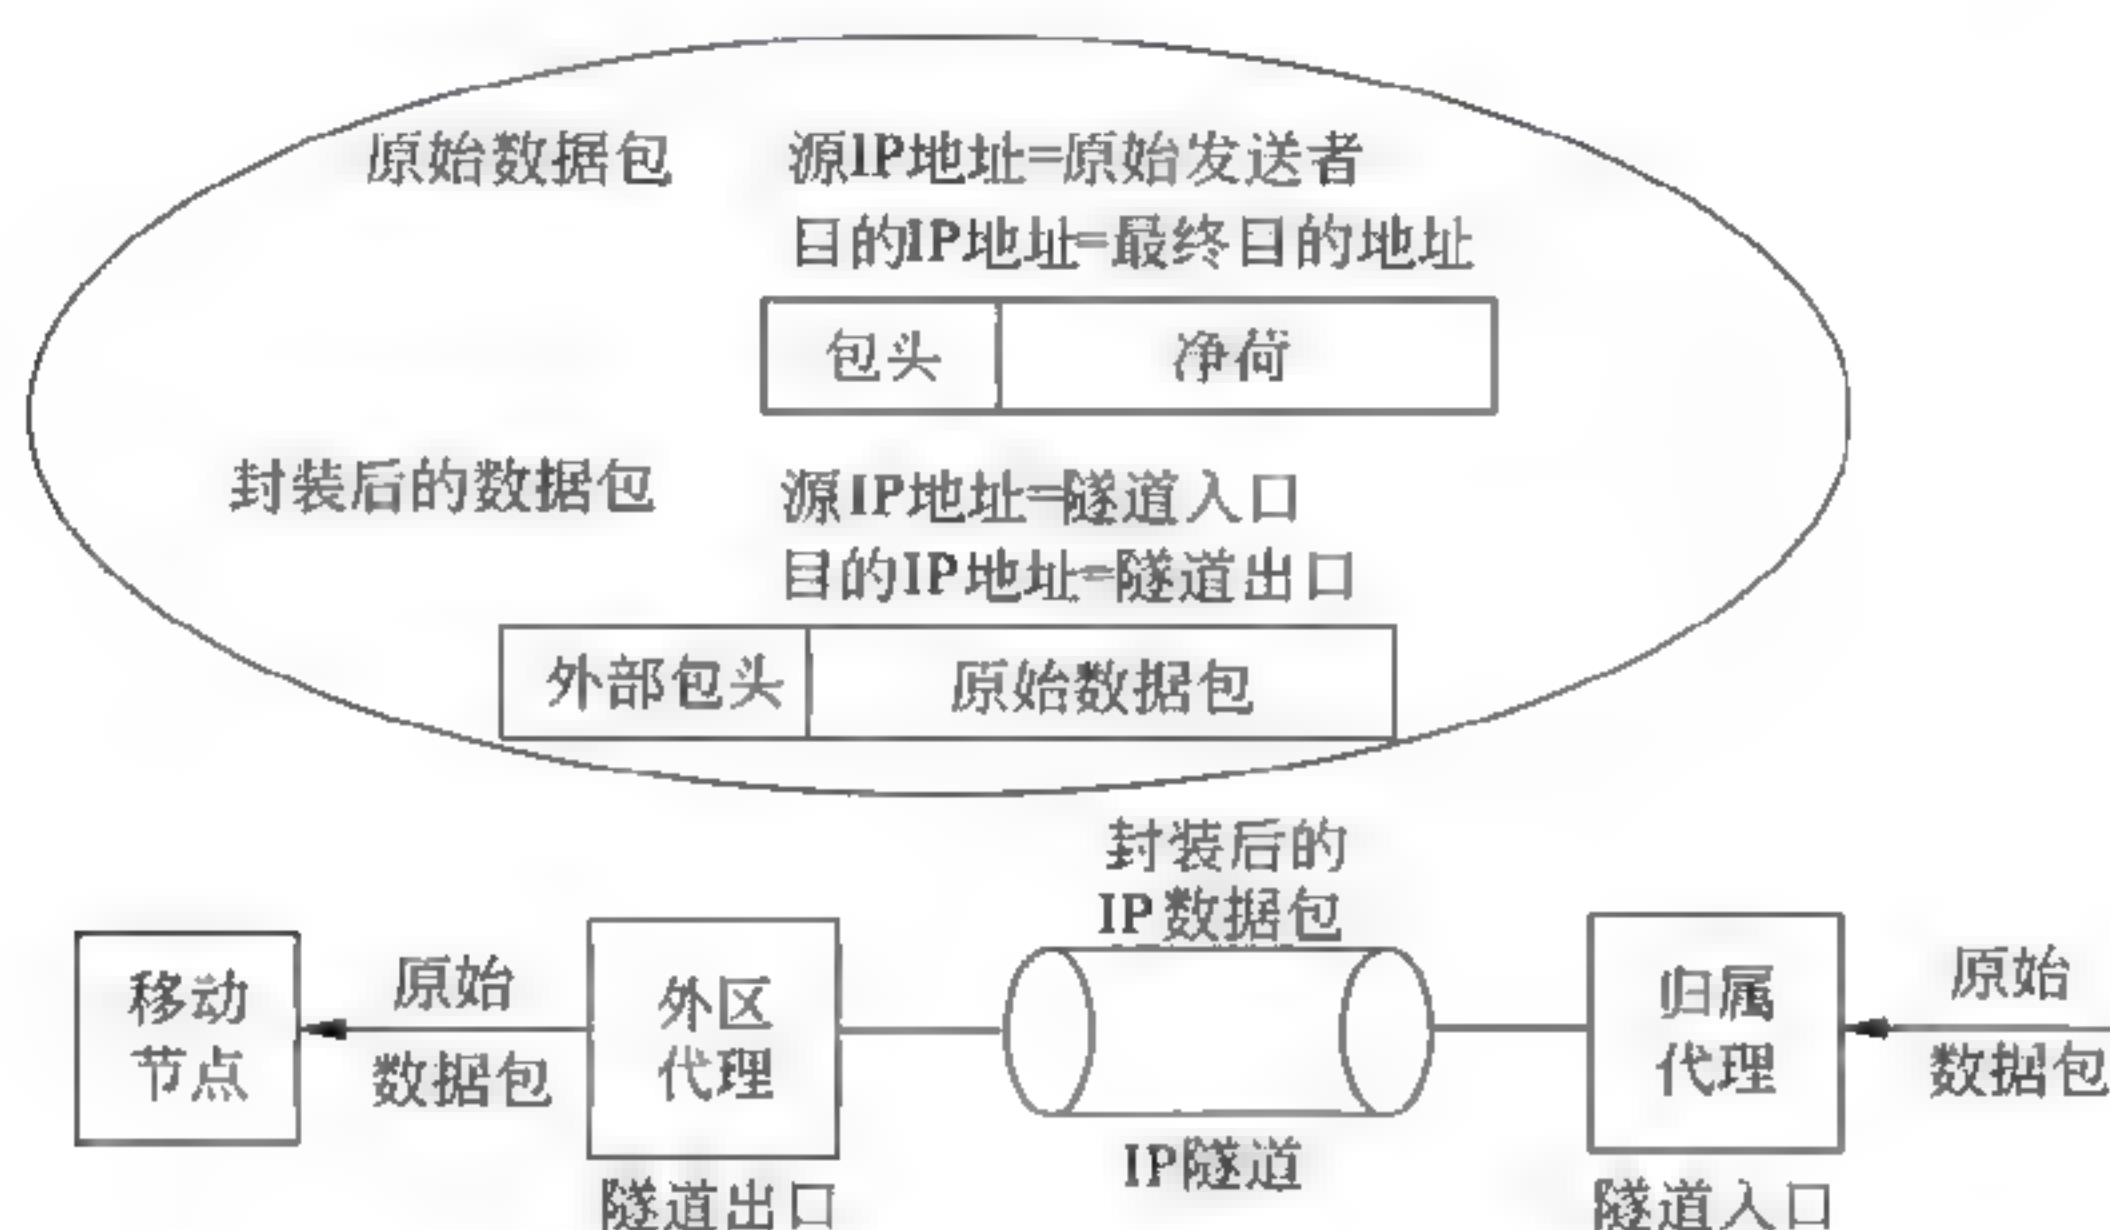 原始数据包 源IP地址=原始发送者
目的IP地址=最终目的地址
包头 净荷
封装后的数据包 源IP地址=隧道入口
目的IP地址=隧道出口
外部包头 原始数据包
封装后的
IP数据包
移动
节点
原始
数据包
外区
代理
归属
代理
原始
数据包
IP隧道
隧道出口
隧道入口